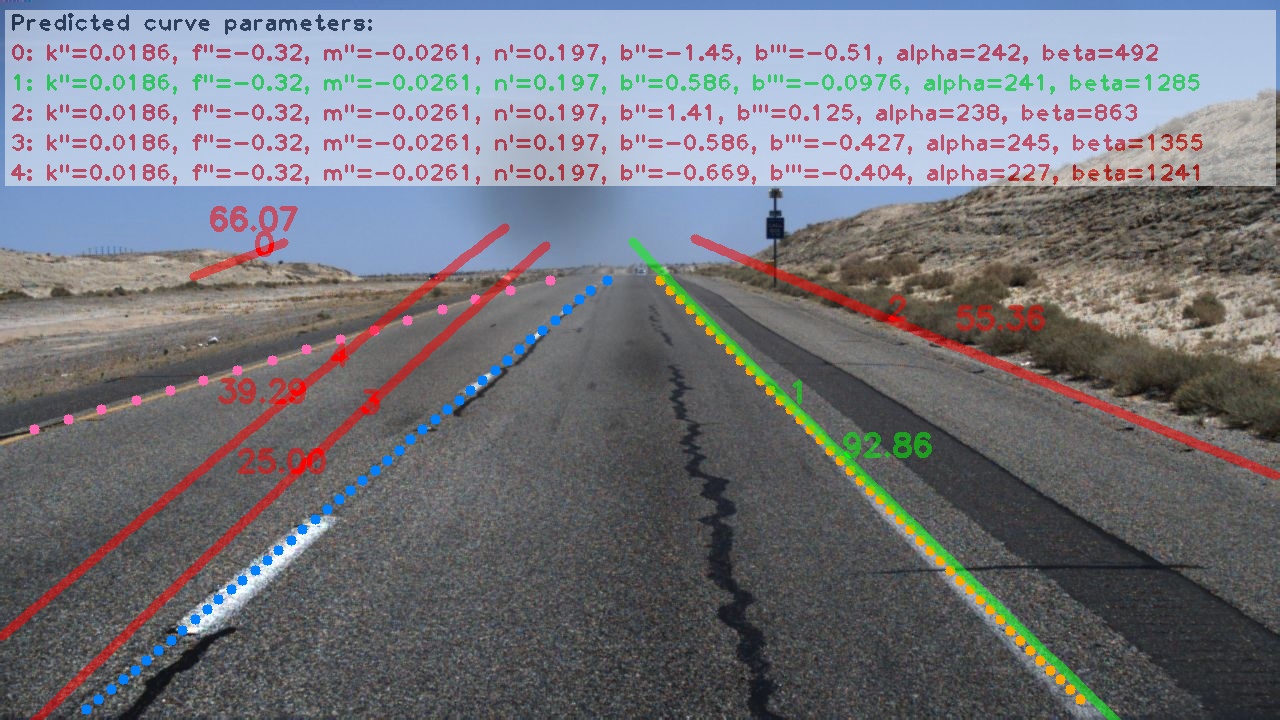 Predicted curve parameters:
0: k''=0.0186, f''=−0.32, m''=−0.0261, n'=0.197, b''=−1.45, b'''=−0.51, alpha=242, beta=492
1: k''=0.0186, f''=−0.32, m''=−0.0261, n'=0.197, b''=0.586, b'''=−0.0976, alpha=241, beta=1285
2: k''=0.0186, f''=−0.32, m''=−0.0261, n'=0.197, b''=1.41, b'''=0.125, alpha=238, beta=863
3: k''=0.0186, f''=−0.32, m''=−0.0261, n'=0.197, b''=−0.586, b'''=−0.427, alpha=245, beta=1355
4: k''=0.0186, f''=−0.32, m''=−0.0261, n'=0.197, b''=−0.669, b'''=−0.404, alpha=227, beta=1241
66.07
0
2 55.36
4
39.29
3
1
92.86
25.00